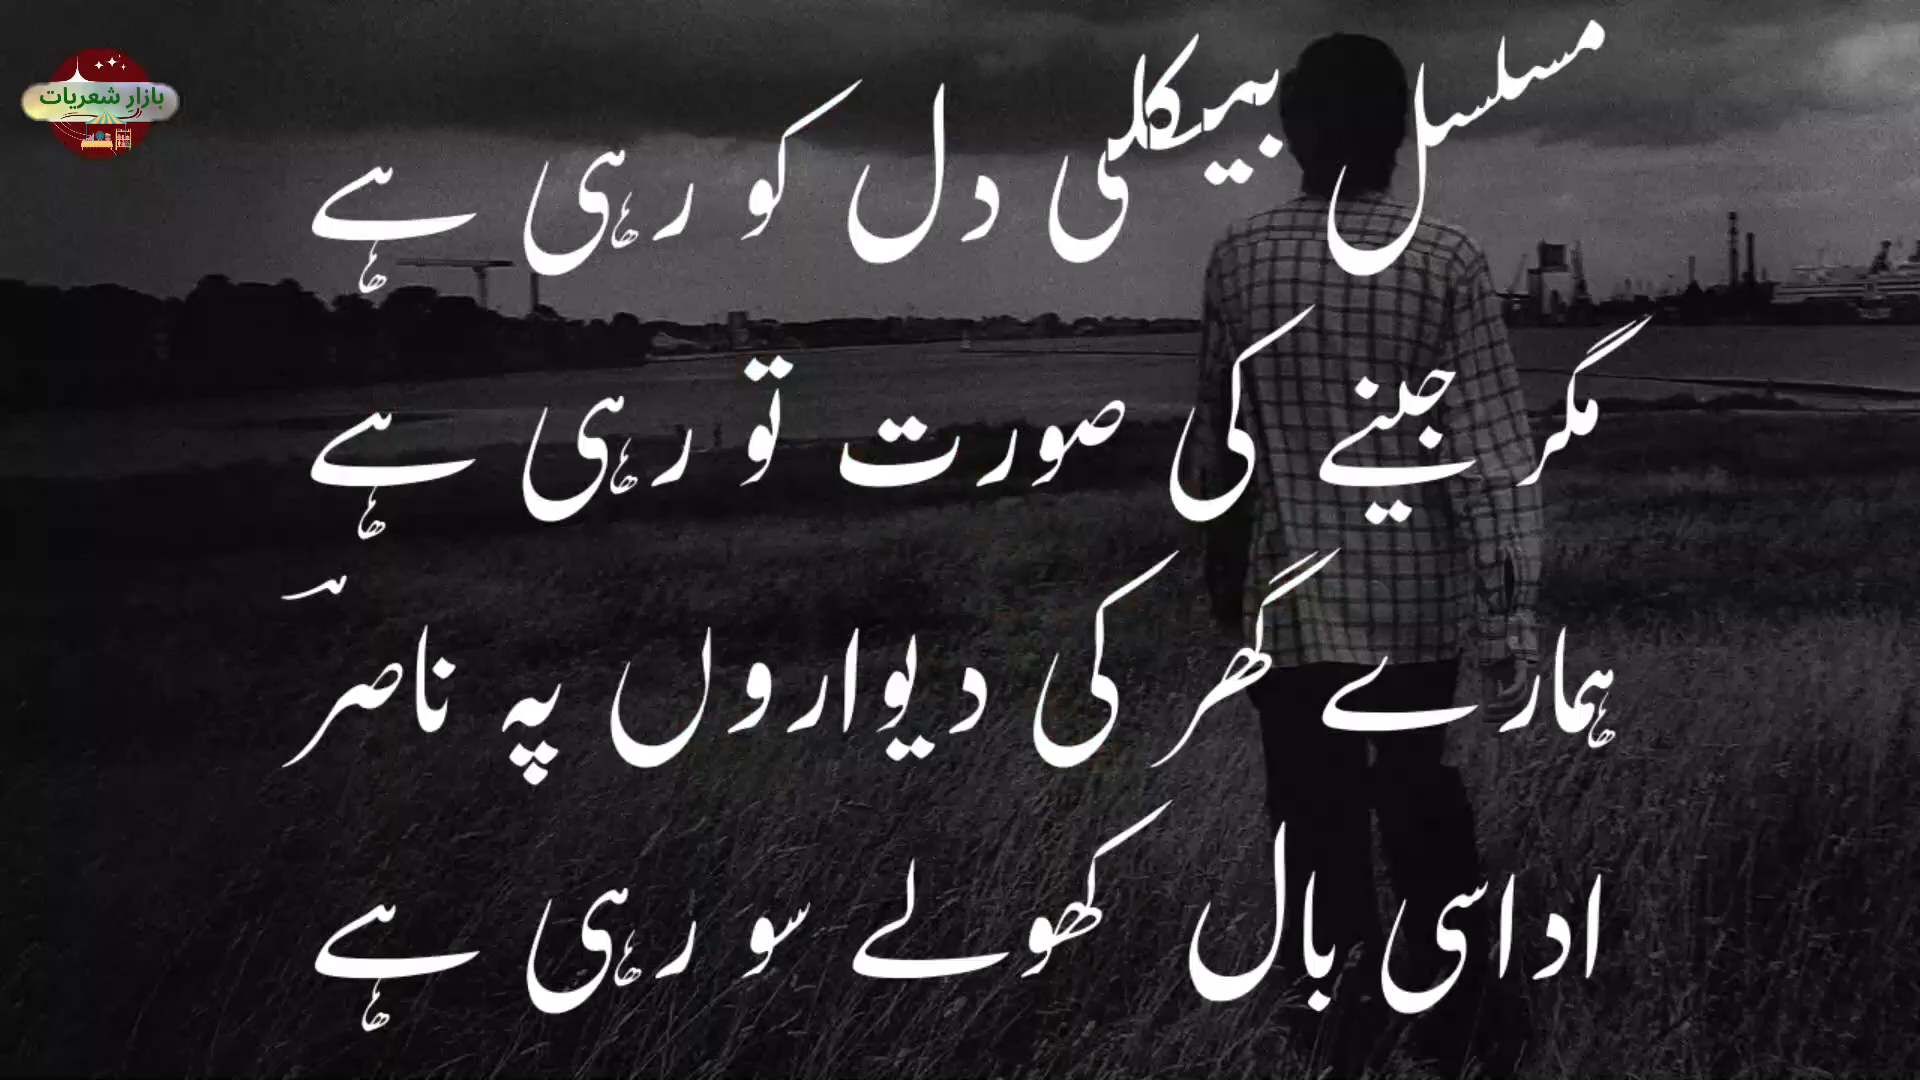 بازارِ شعریات
مسلسل بیکلی دل کو رہی ہے
مگر جینے کی صورت تو رہی ہے
ہمارے گھر کی دیواروں پہ ناصرؔ
اداسی بال کھولے سو رہی ہے